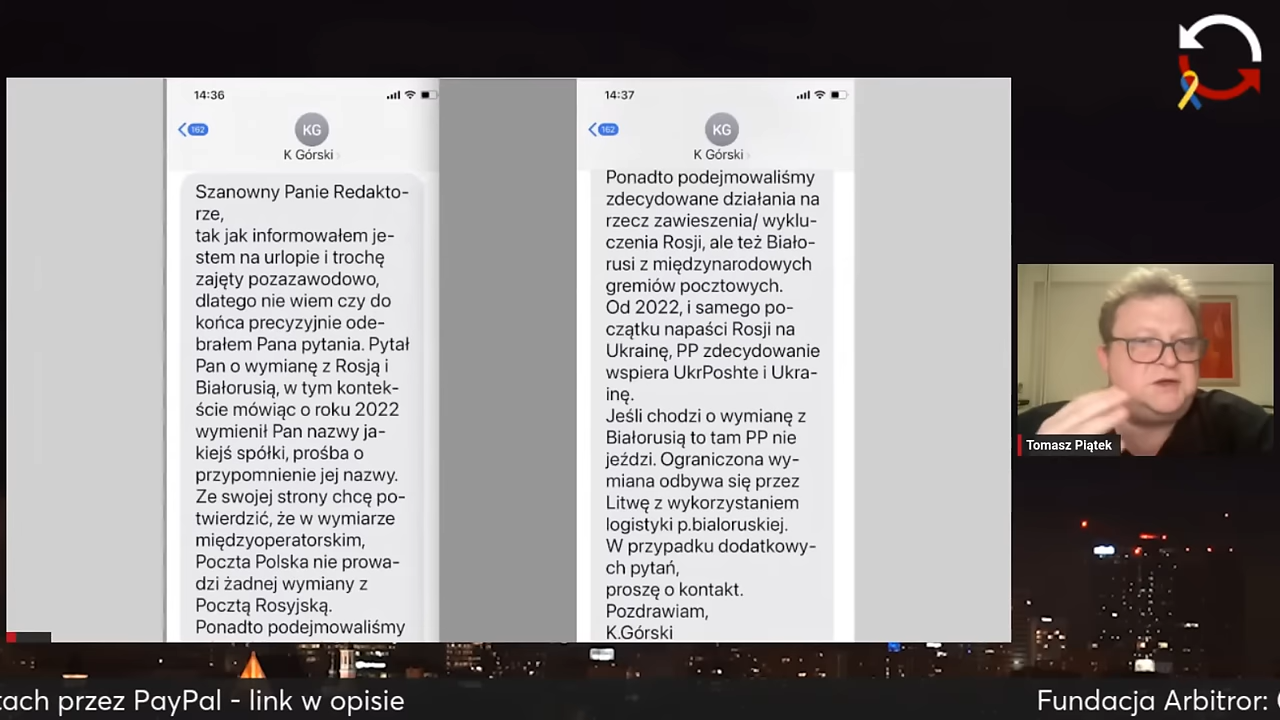 14:36
162
KG
K Górski
Szanowny Panie Redakto-
rze,
tak jak informowałem je-
stem na urlopie i trochę
zajęty pozazawodowo,
dlatego nie wiem czy do
końca precyzyjnie ode-
brałem Pana pytania. Pytał
Pan o wymianę z Rosją i
Białorusią, w tym kontek-
ście mówiąc o roku 2022
wymienił Pan nazwy ja-
kiejś spółki, prośba o
przypomnienie jej nazwy.
Ze swojej strony chcę po-
twierdzić, że w wymiarze
międzyoperatorskim,
Poczta Polska nie prowa-
dzi żadnej wymiany z
Pocztą Rosyjską.
Ponadto podejmowaliśmy
14:37
162
KG
K Górski
Ponadto podejmowaliśmy
zdecydowane działania na
rzecz zawieszenia/ wyklu-
czenia Rosji, ale też Biało-
rusi z międzynarodowych
gremiów pocztowych.
Od 2022, i samego po-
czątku napaści Rosji na
Ukrainę, PP zdecydowanie
wspiera UkrPoshte i Ukra-
inę.
Jeśli chodzi o wymianę z
Białorusią to tam PP nie
jeździ. Ograniczona wy-
miana odbywa się przez
Litwę z wykorzystaniem
logistyki p.bialoruskiej.
W przypadku dodatkowy-
ch pytań,
proszę o kontakt.
Pozdrawiam,
K.Górski
Tomasz Piątek
tach przez PayPal - link w opisie
Fundacja Arbitror: